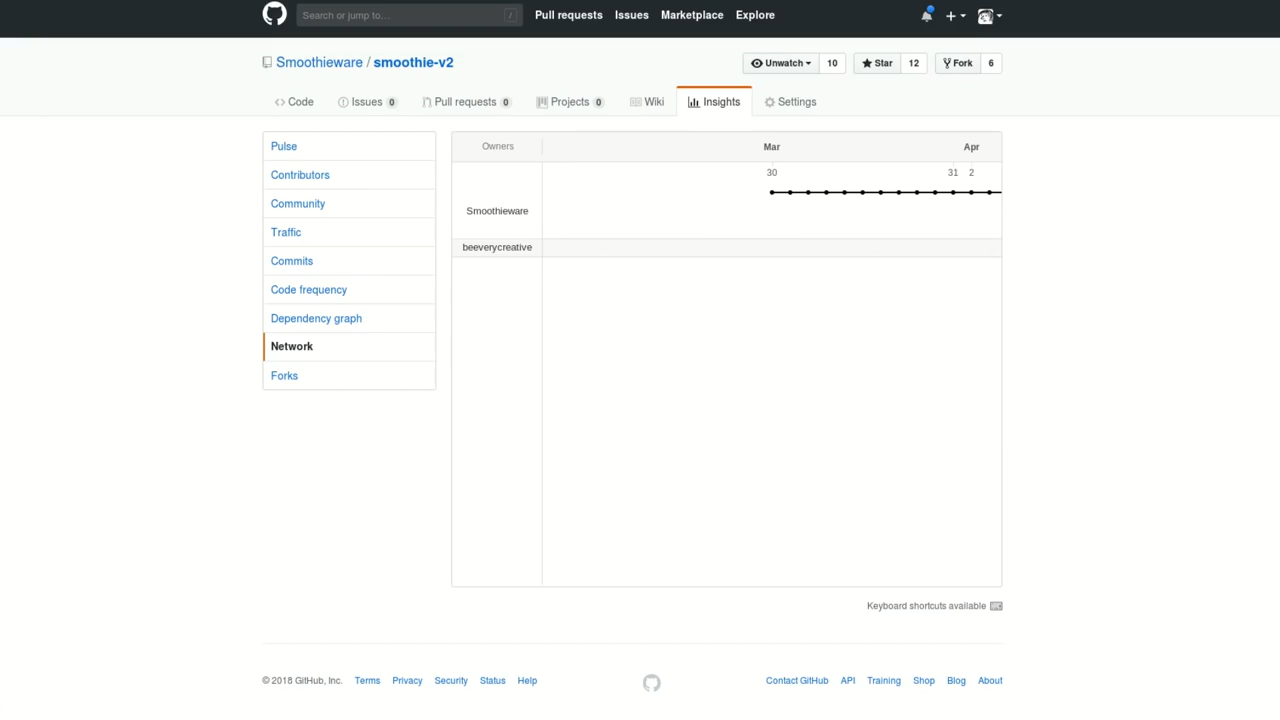 Search or jump to… /
Pull requests Issues Marketplace Explore
Smoothieware / smoothie-v2
Unwatch 10 Star 12 Fork 6
Code Issues 0 Pull requests 0 Projects 0 Wiki Insights Settings
Pulse
Contributors
Community
Traffic
Commits
Code frequency
Dependency graph
Network
Forks
Owners Mar Apr
30 31 2
Smoothieware
beeverycreative
Keyboard shortcuts available
© 2018 GitHub, Inc. Terms Privacy Security Status Help
Contact GitHub API Training Shop Blog About